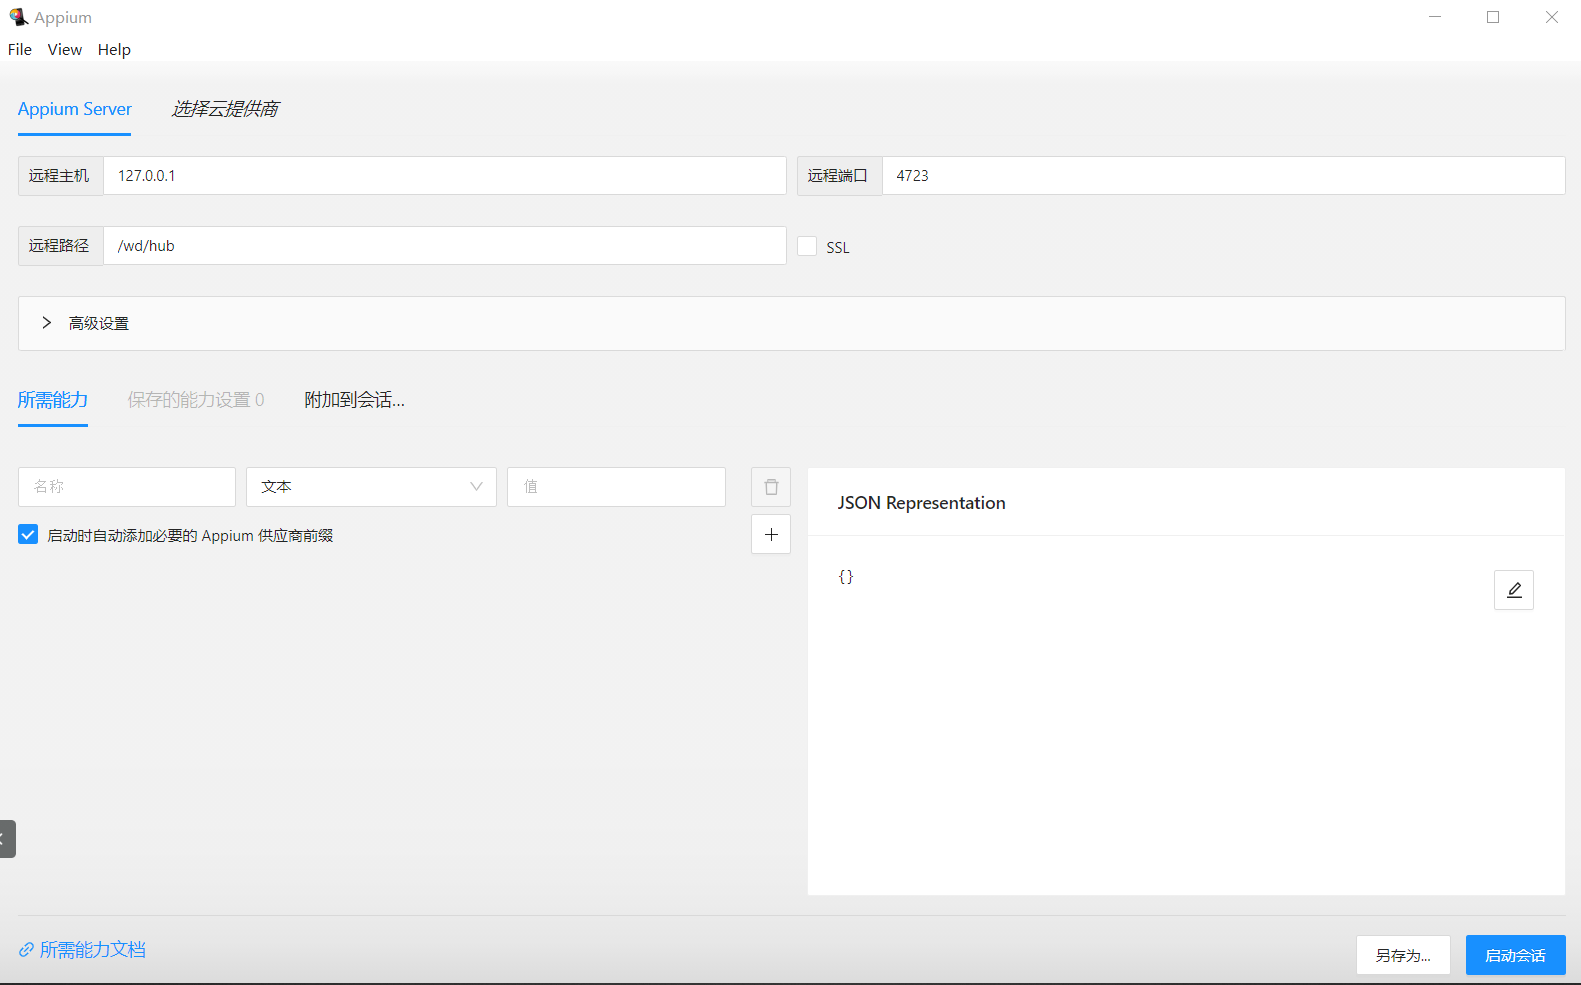 Appium
File View Help
Appium Server 选择云提供商
远程主机 127.0.0.1 远程端口 4723
远程路径 /wd/hub SSL
高级设置
所需能力 保存的能力设置 0 附加到会话...
名称 文本 值
JSON Representation
启动时自动添加必要的 Appium 供应商前缀
{}
所需能力文档
另存为... 启动会话